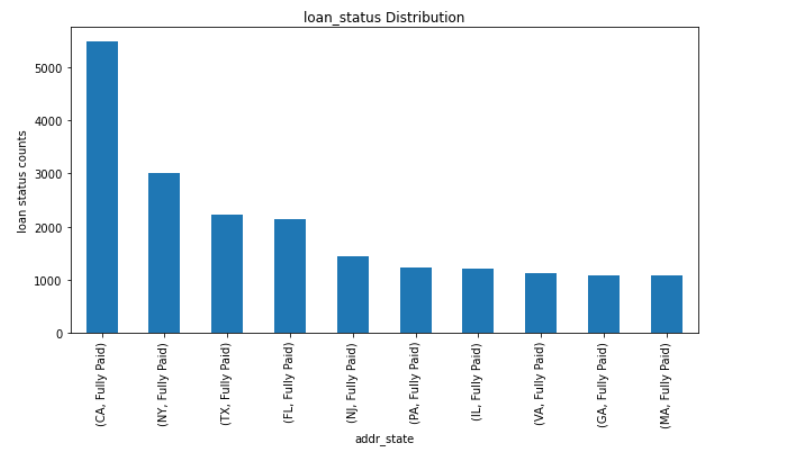 loan_status Distribution
loan status counts
5000
4000
3000
2000
1000
0
(CA, Fully Paid)
(NY, Fully Paid)
(TX, Fully Paid)
(FL, Fully Paid)
(NJ, Fully Paid)
(PA, Fully Paid)
(IL, Fully Paid)
(VA, Fully Paid)
(GA, Fully Paid)
(MA, Fully Paid)
addr_state